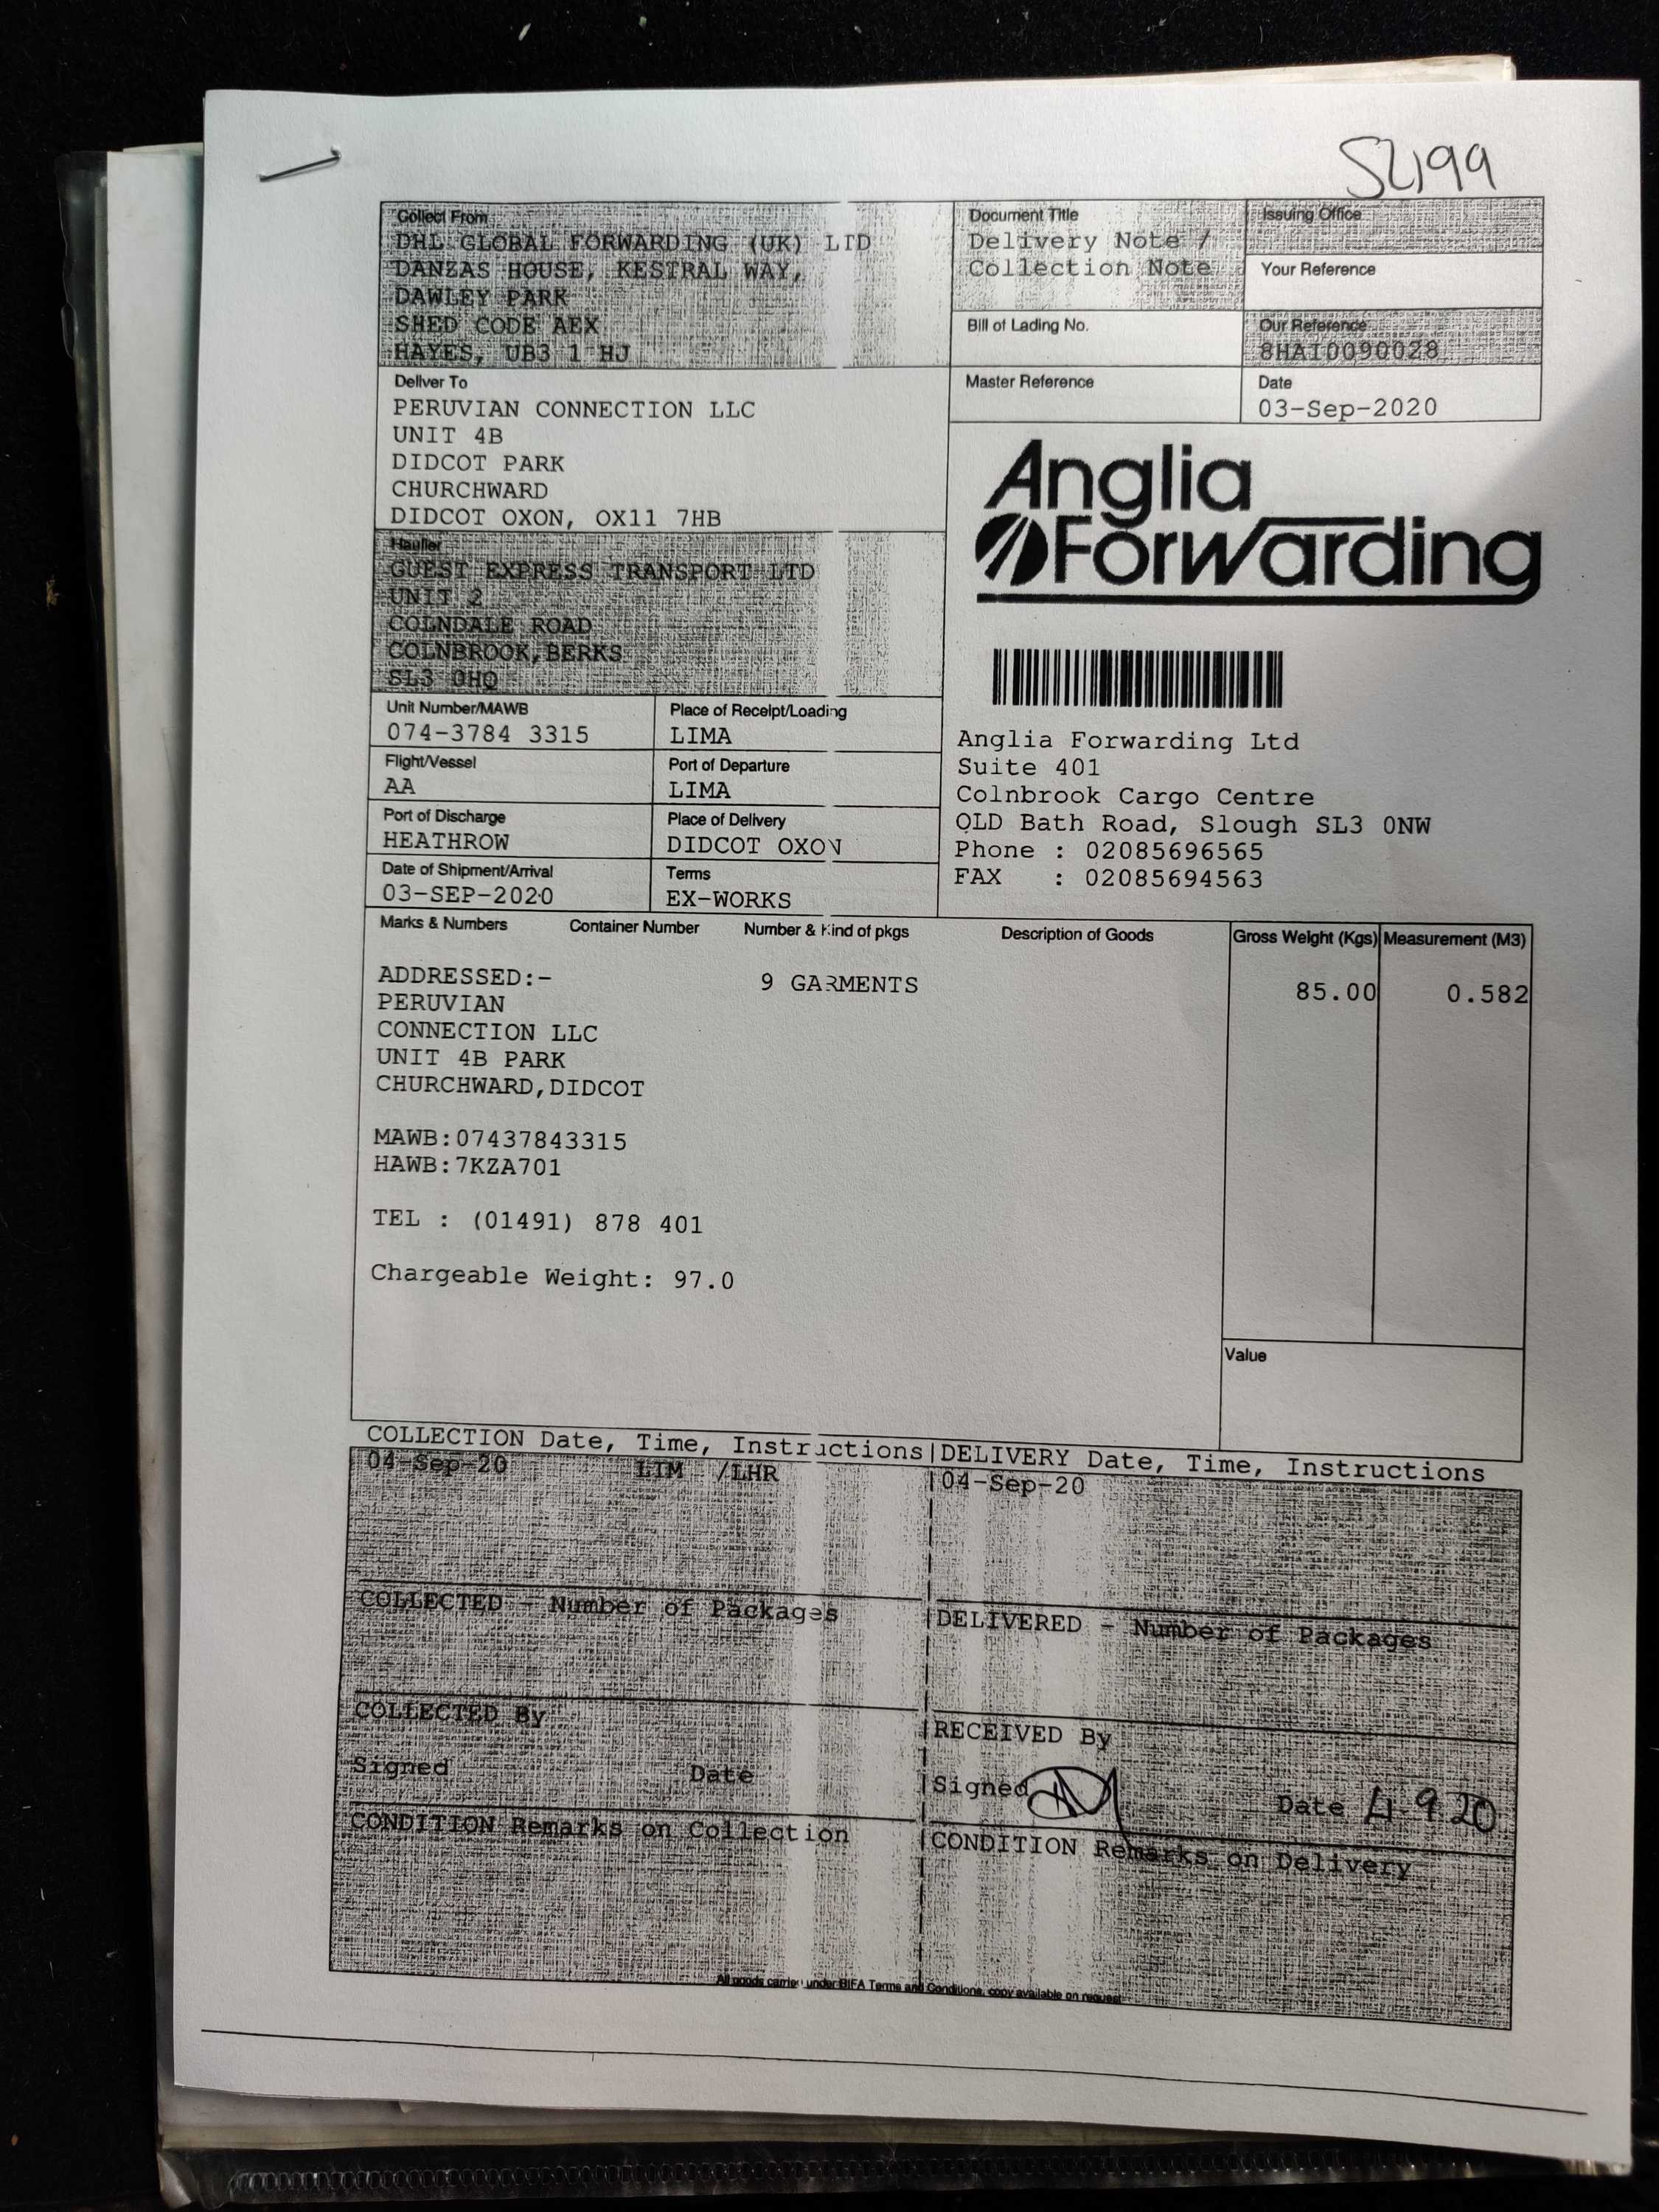 SL199
Collect From
DHL GLOBAL FORWARDING (UK) LTD
DANZAS HOUSE, KESTRAL WAY,
DAWLEY PARK
SHED CODE AEX
HAYES, UB3 1 HJ
Document Title
Delivery Note /
Collection Note
Issuing Office
Your Reference
Bill of Lading No.
Our Reference
8HAI0090028
Deliver To
PERUVIAN CONNECTION LLC
UNIT 4B
DIDCOT PARK
CHURCHWARD
DIDCOT OXON, OX11 7HB
Master Reference
Date
03-Sep-2020
Anglia
Forwarding
Haulier
GUEST EXPRESS TRANSPORT LTD
UNIT 2
COLNDALE ROAD
COLNBROOK,BERKS
SL3 0HQ
Unit Number/MAWB
074-3784 3315
Place of Receipt/Loading
LIMA
Flight/Vessel
AA
Port of Departure
LIMA
Port of Discharge
HEATHROW
Place of Delivery
DIDCOT OXON
Date of Shipment/Arrival
03-SEP-2020
Terms
EX-WORKS
Anglia Forwarding Ltd
Suite 401
Colnbrook Cargo Centre
OLD Bath Road, Slough SL3 0NW
Phone : 02085696565
FAX : 02085694563
Marks & Numbers Container Number Number & Kind of pkgs Description of Goods Gross Weight (Kgs) Measurement (M3)
ADDRESSED:- 9 GARMENTS 85.00 0.582
PERUVIAN
CONNECTION LLC
UNIT 4B PARK
CHURCHWARD,DIDCOT
MAWB:07437843315
HAWB:7KZA701
TEL : (01491) 878 401
Chargeable Weight: 97.0
Value
COLLECTION Date, Time, Instructions|DELIVERY Date, Time, Instructions
04-Sep-20 LIM /LHR |04-Sep-20
COLLECTED - Number of Packages |DELIVERED - Number of Packages
COLLECTED By |RECEIVED By
Signed Date |Signed Date 4-9.20
CONDITION Remarks on Collection |CONDITION Remarks on Delivery
All goods carried under BIFA Terms and Conditions, copy available on request